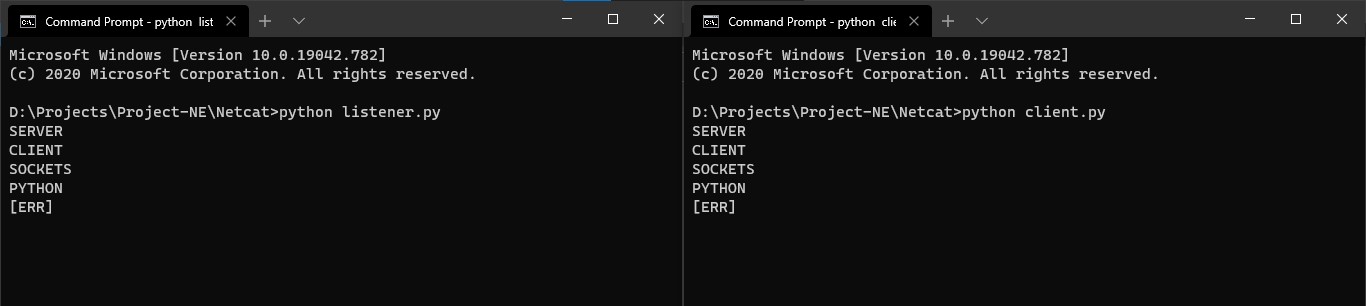 Command Prompt - python list
Microsoft Windows [Version 10.0.19042.782]
(c) 2020 Microsoft Corporation. All rights reserved.
D:\Projects\Project-NE\Netcat>python listener.py
SERVER
CLIENT
SOCKETS
PYTHON
[ERR]
Command Prompt - python clie
Microsoft Windows [Version 10.0.19042.782]
(c) 2020 Microsoft Corporation. All rights reserved.
D:\Projects\Project-NE\Netcat>python client.py
SERVER
CLIENT
SOCKETS
PYTHON
[ERR]